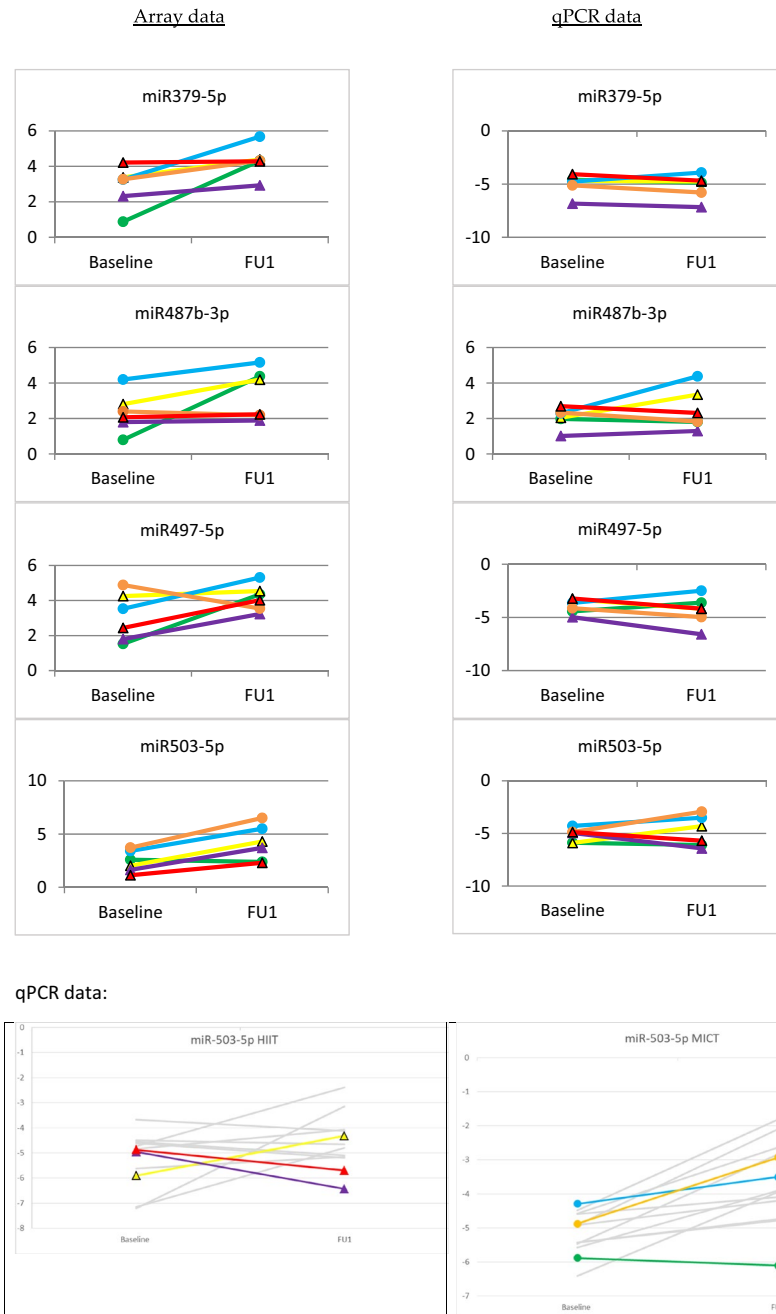 Array data
qPCR data
miR379-5p
6
4
2
0
Baseline FU1
miR379-5p
0
-5
-10
Baseline FU1
miR487b-3p
6
4
2
0
Baseline FU1
miR487b-3p
6
4
2
0
Baseline FU1
miR497-5p
6
4
2
0
Baseline FU1
miR497-5p
0
-5
-10
Baseline FU1
miR503-5p
10
5
0
Baseline FU1
miR503-5p
0
-5
-10
Baseline FU1
qPCR data:
miR-503-5p HIIT
0
-1
-2
-3
-4
-5
-6
-7
-8
Baseline FU1
miR-503-5p MICT
0
-1
-2
-3
-4
-5
-6
-7
Baseline